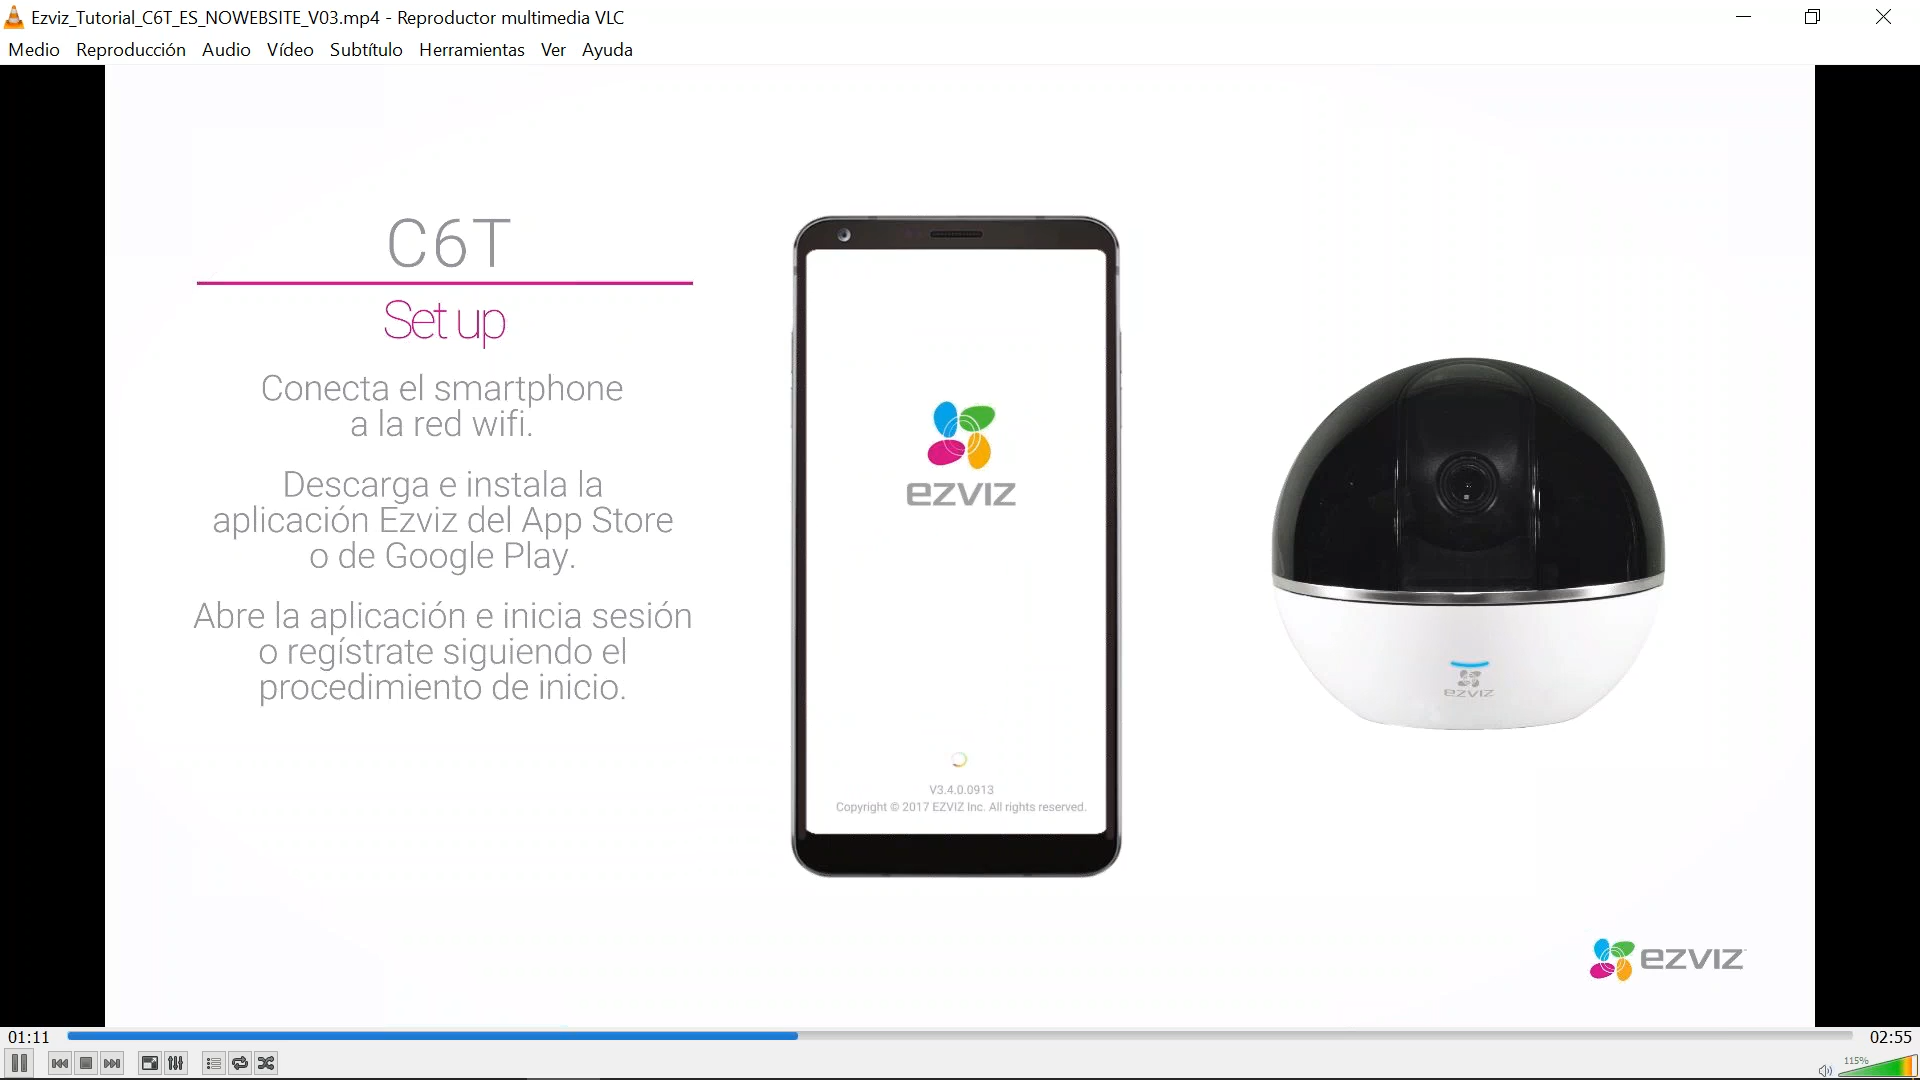 Ezviz_Tutorial_C6T_ES_NOWEBSITE_V03.mp4 - Reproductor multimedia VLC
Medio Reproducción Audio Vídeo Subtítulo Herramientas Ver Ayuda
C6T
Set up
Conecta el smartphone
a la red wifi.
Descarga e instala la
aplicación Ezviz del App Store
o de Google Play.
Abre la aplicación e inicia sesión
o regístrate siguiendo el
procedimiento de inicio.
ezviz
V3.4.0.0913
Copyright © 2017 EZVIZ Inc. All rights reserved.
ezviz
ezviz
01:11
02:55
115%